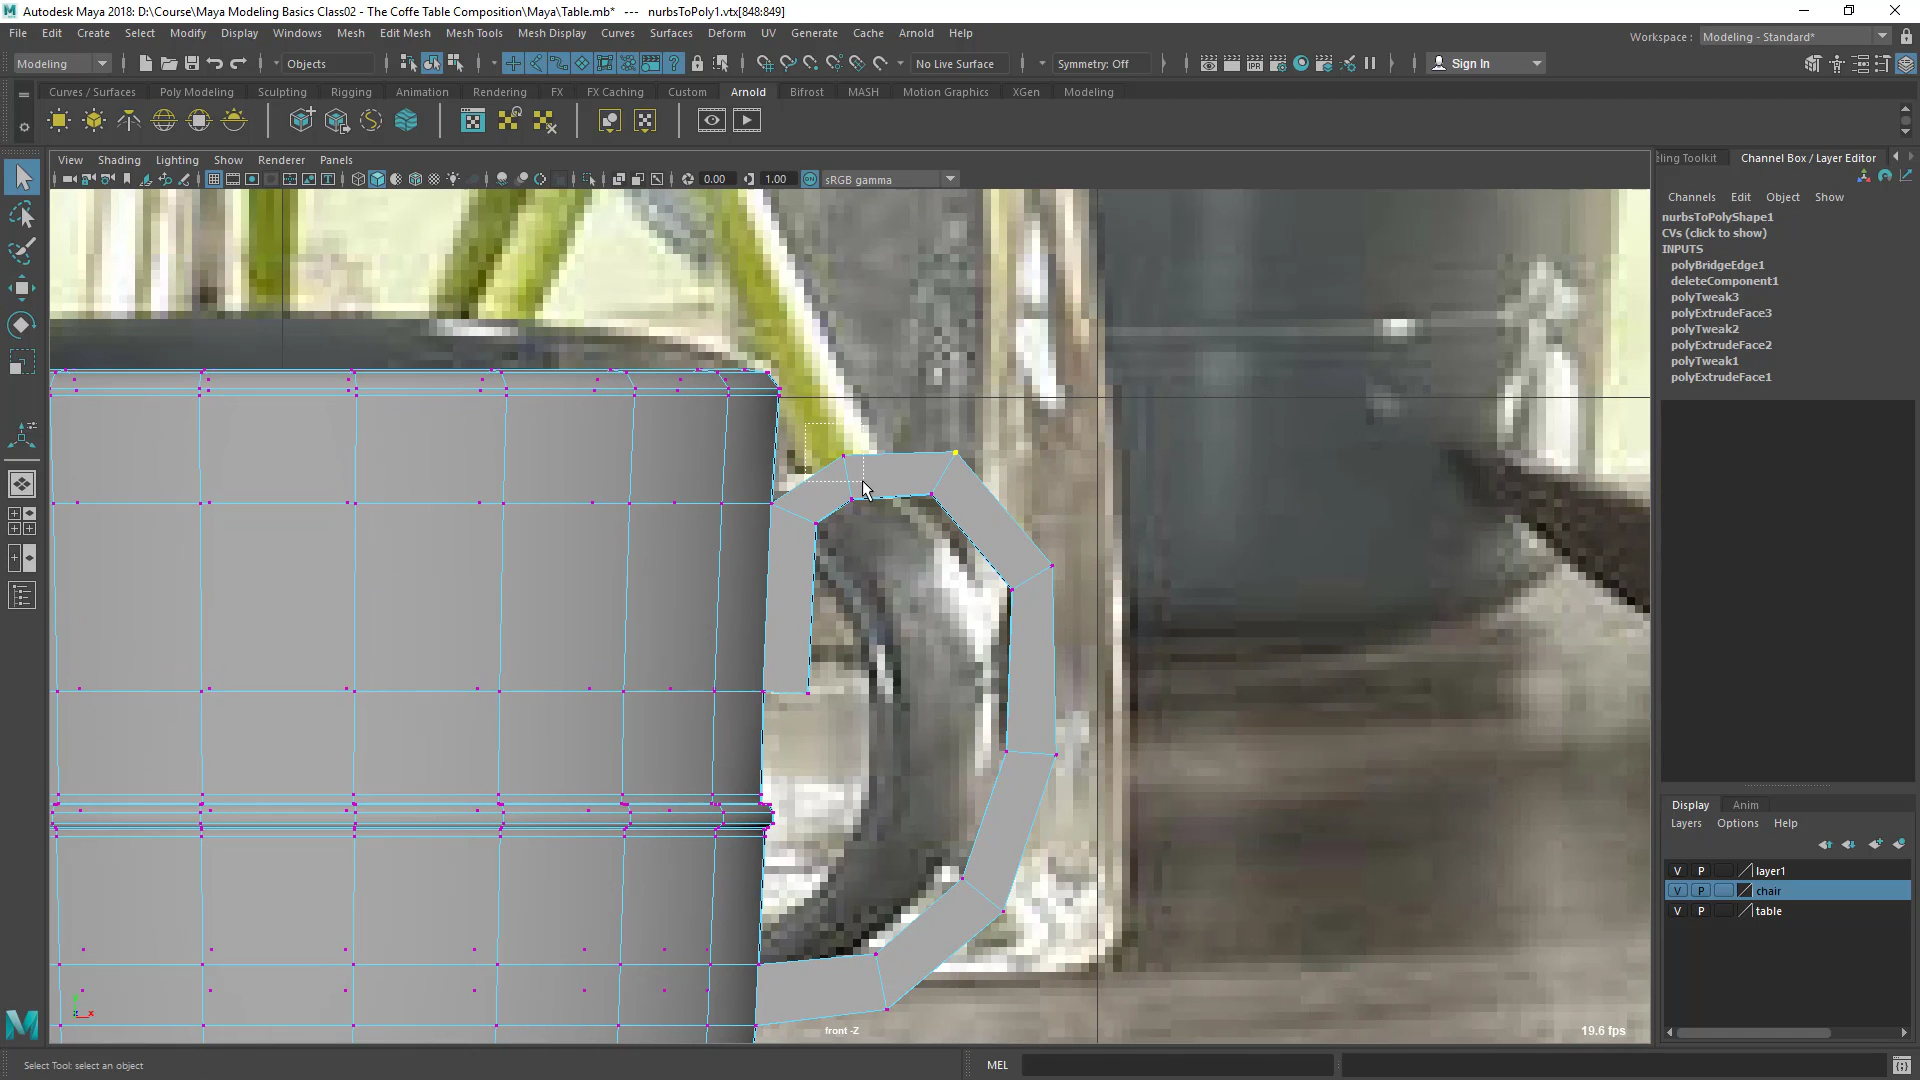 Autodesk Maya 2018: D:\Course\Maya Modeling Basics Class02 - The Coffe Table Composition\Maya\Table.mb*   ---   nurbsToPoly1.vtx[848:849]
File Edit Create Select Modify Display Windows Mesh Edit Mesh Mesh Tools Mesh Display Curves Surfaces Deform UV Generate Cache Arnold Help
Workspace : Modeling - Standard*
Modeling Objects No Live Surface Symmetry: Off Sign In
Curves / Surfaces Poly Modeling Sculpting Rigging Animation Rendering FX FX Caching Custom Arnold Bifrost MASH Motion Graphics XGen Modeling
View Shading Lighting Show Renderer Panels
0.00 1.00 ON sRGB gamma
eling Toolkit Channel Box / Layer Editor
Channels Edit Object Show
nurbsToPolyShape1
CVs (click to show)
INPUTS
polyBridgeEdge1
deleteComponent1
polyTweak3
polyExtrudeFace3
polyTweak2
polyExtrudeFace2
polyTweak1
polyExtrudeFace1
Display Anim
Layers Options Help
V P layer1
V P chair
V P table
front -Z
19.6 fps
Select Tool: select an object
MEL